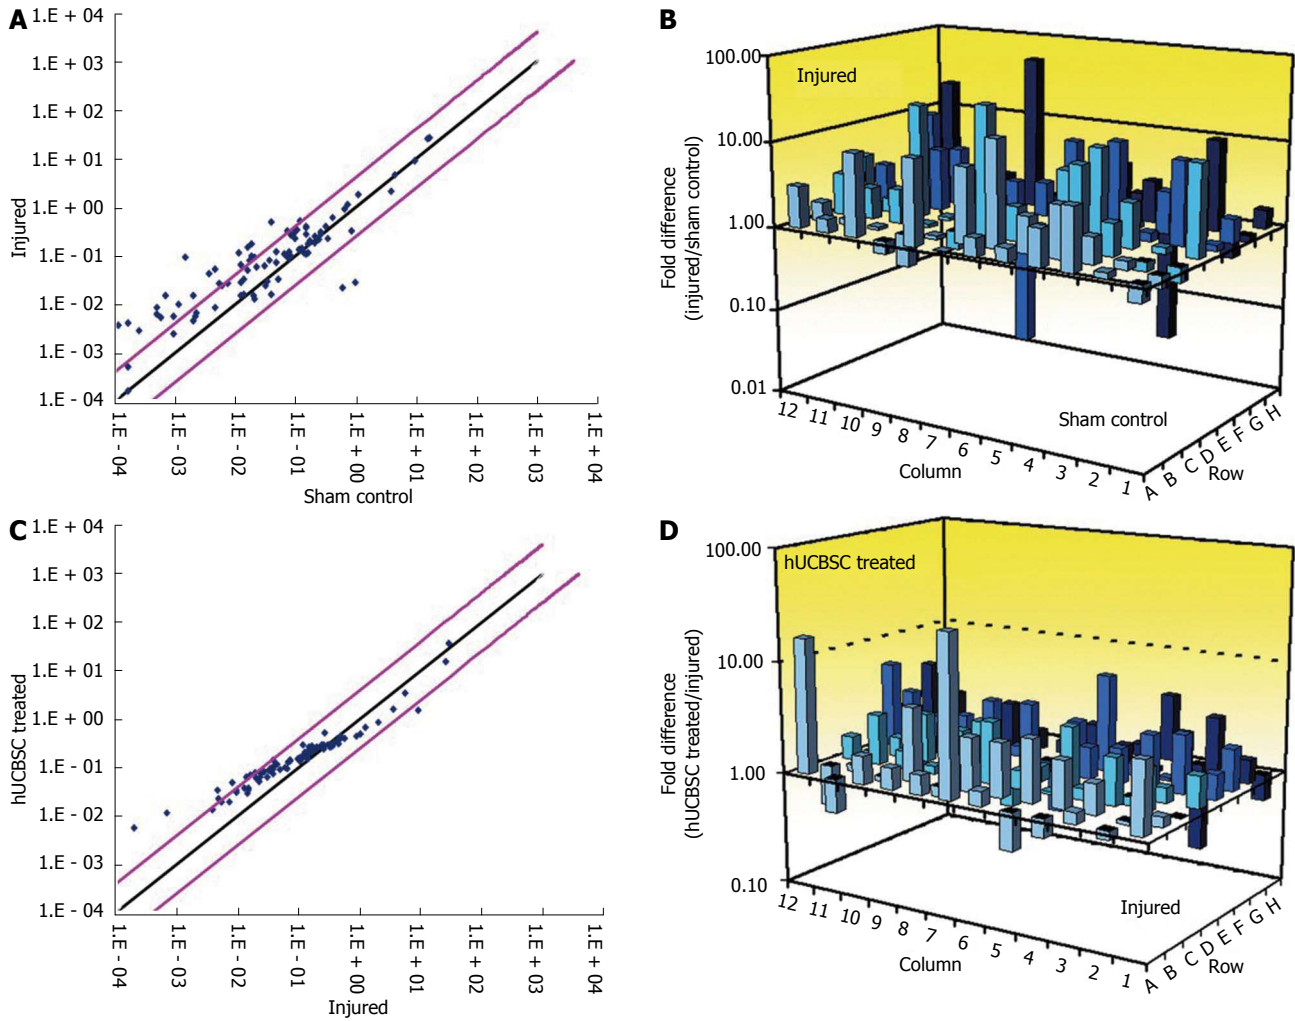 A
1.E + 04
1.E + 03
1.E + 02
1.E + 01
1.E + 00
1.E - 01
1.E - 02
1.E - 03
1.E - 04
Injured
1.E - 04
1.E - 03
1.E - 02
1.E - 01
1.E + 00
1.E + 01
1.E + 02
1.E + 03
1.E + 04
Sham control
B
100.00
10.00
1.00
0.10
0.01
Fold difference
(injured/sham control)
Injured
Sham control
12 11 10 9 8 7 6 5 4 3 2 1
Column
A B C D E F G H
Row
C
1.E + 04
1.E + 03
1.E + 02
1.E + 01
1.E + 00
1.E - 01
1.E - 02
1.E - 03
1.E - 04
hUCBSC treated
1.E - 04
1.E - 03
1.E - 02
1.E - 01
1.E + 00
1.E + 01
1.E + 02
1.E + 03
1.E + 04
Injured
D
100.00
10.00
1.00
0.10
Fold difference
(hUCBSC treated/injured)
hUCBSC treated
Injured
12 11 10 9 8 7 6 5 4 3 2 1
Column
A B C D E F G H
Row